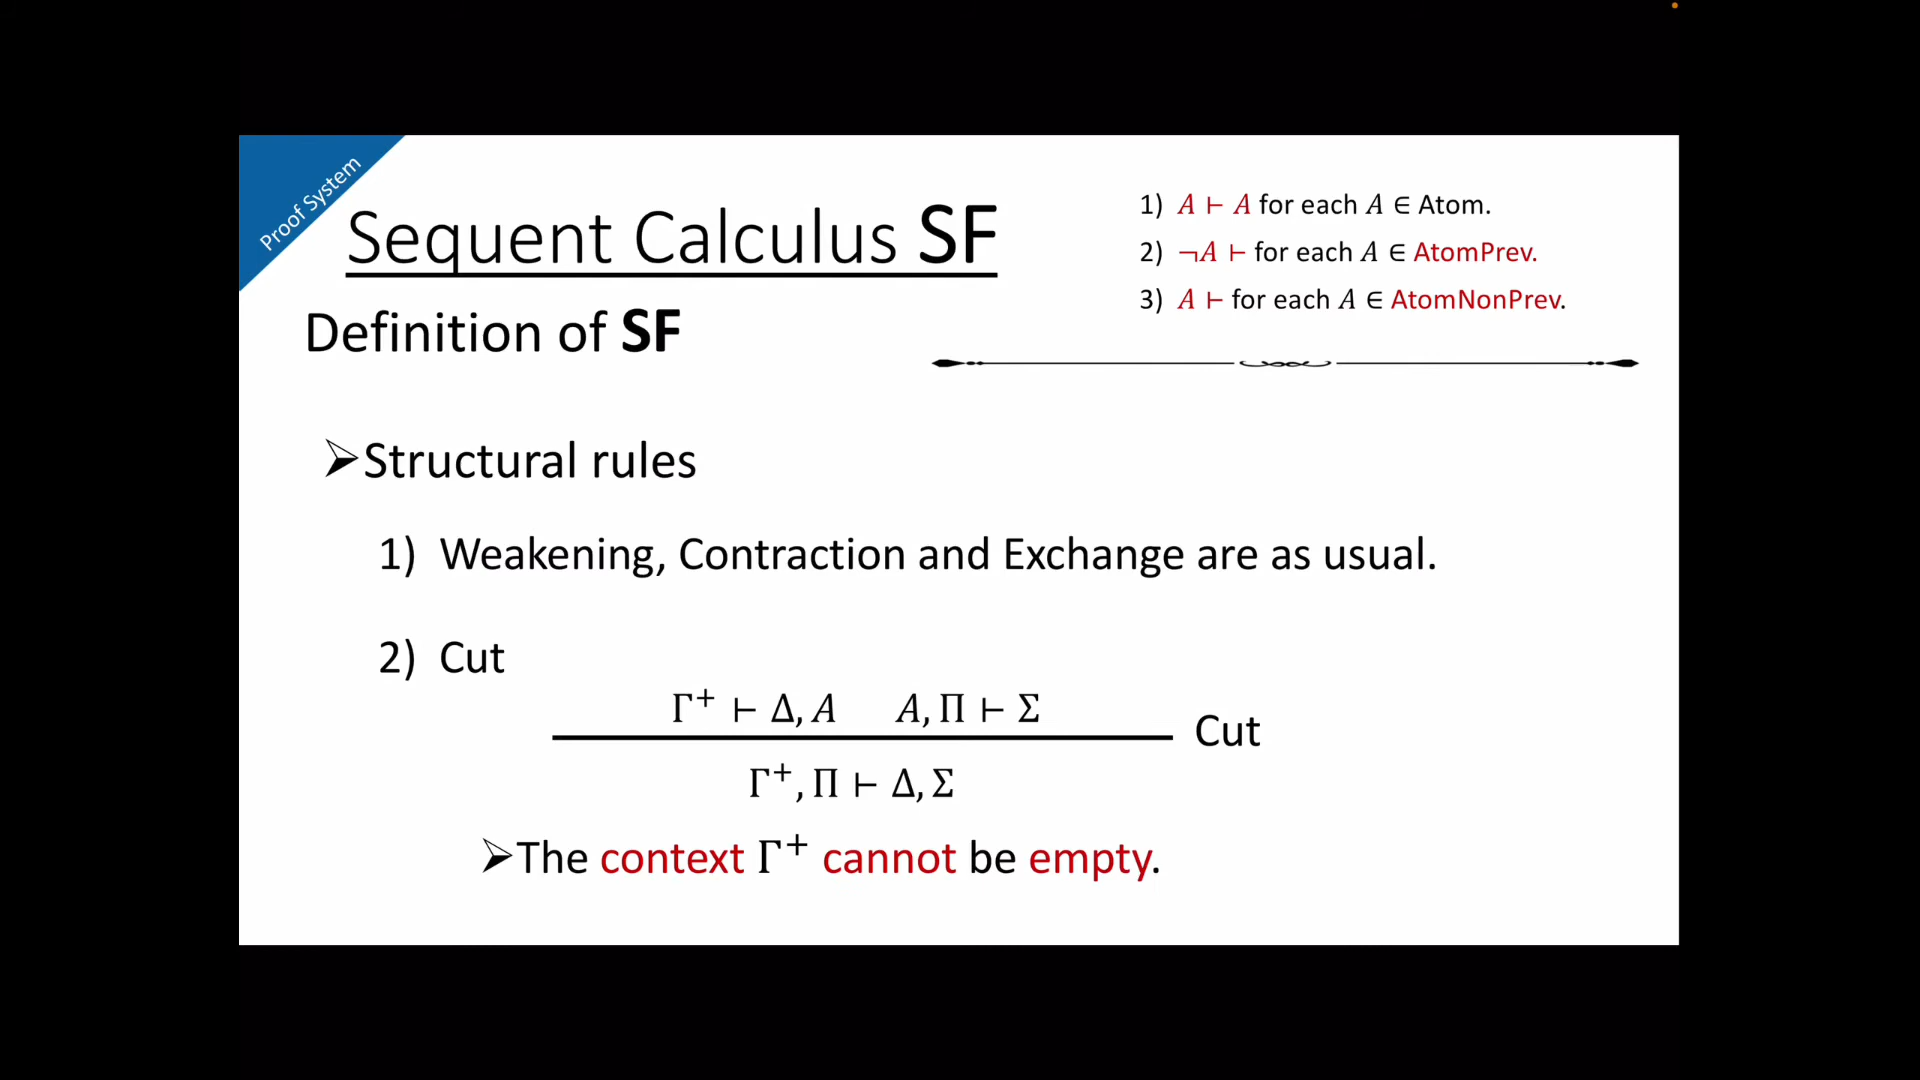 Proof System
Sequent Calculus SF
Definition of SF
1) A ⊢ A for each A ∈ Atom.
2) ¬A ⊢ for each A ∈ AtomPrev.
3) A ⊢ for each A ∈ AtomNonPrev.
➢Structural rules
1) Weakening, Contraction and Exchange are as usual.
2) Cut
Γ⁺ ⊢ Δ, A A, Π ⊢ Σ
Cut
Γ⁺, Π ⊢ Δ, Σ
➢The context Γ⁺ cannot be empty.